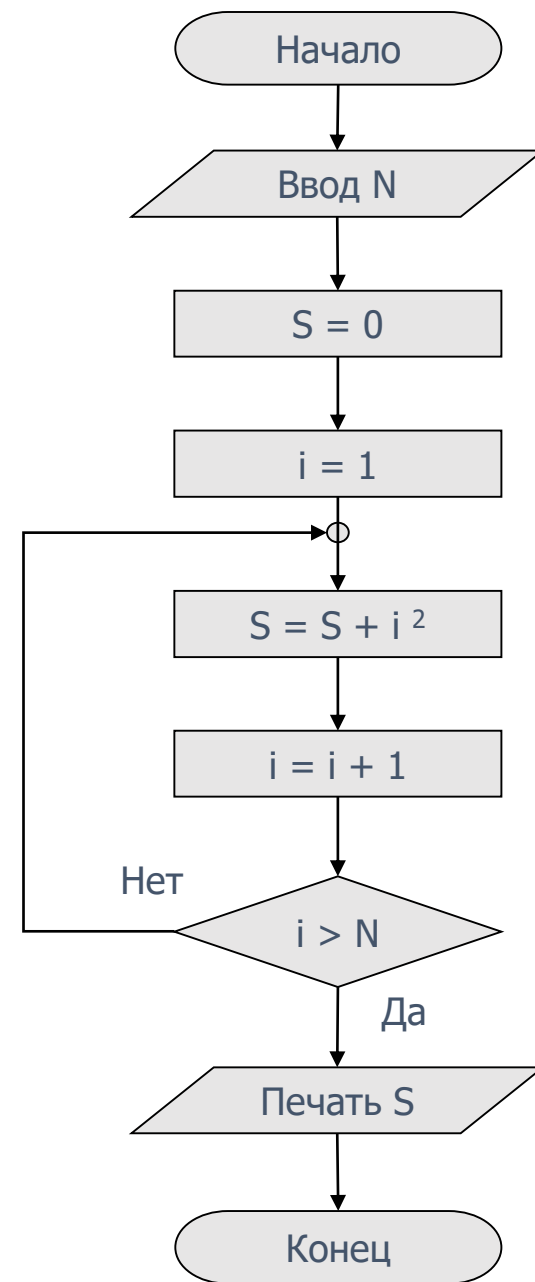 Начало
Ввод N
S = 0
i = 1
S = S + i ²
i = i + 1
Нет
i > N
Да
Печать S
Конец